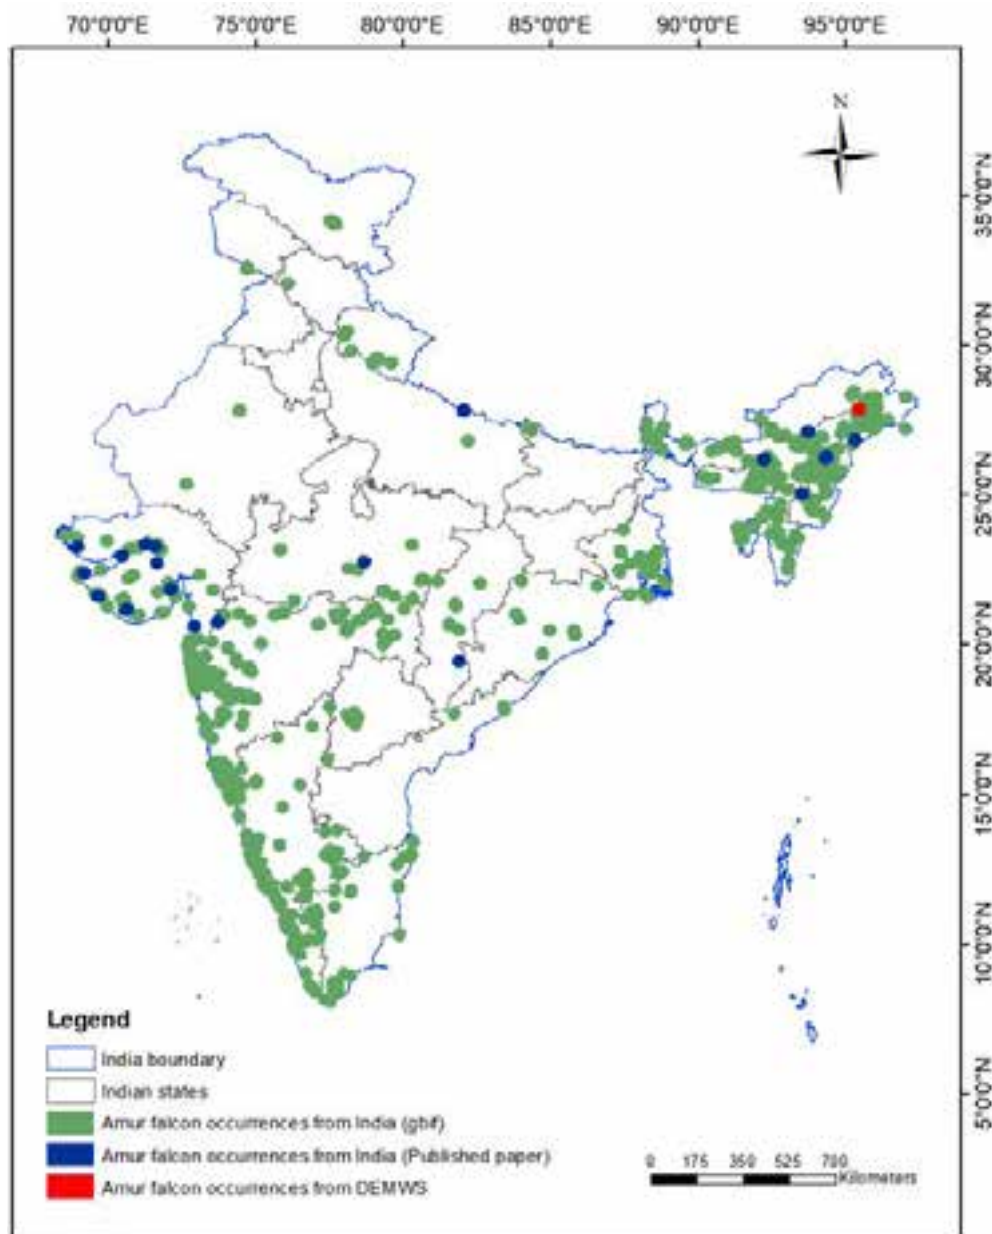 70°0'0"E 75°0'0"E 80°0'0"E 85°0'0"E 90°0'0"E 95°0'0"E
N
35°0'0"N
30°0'0"N
25°0'0"N
20°0'0"N
15°0'0"N
10°0'0"N
5°0'0"N
Legend
India boundary
Indian states
Amur falcon occurrences from India (gbif)
Amur falcon occurrences from India (Published paper)
Amur falcon occurrences from DEMWS
0 175 350 525 700
Kilometers